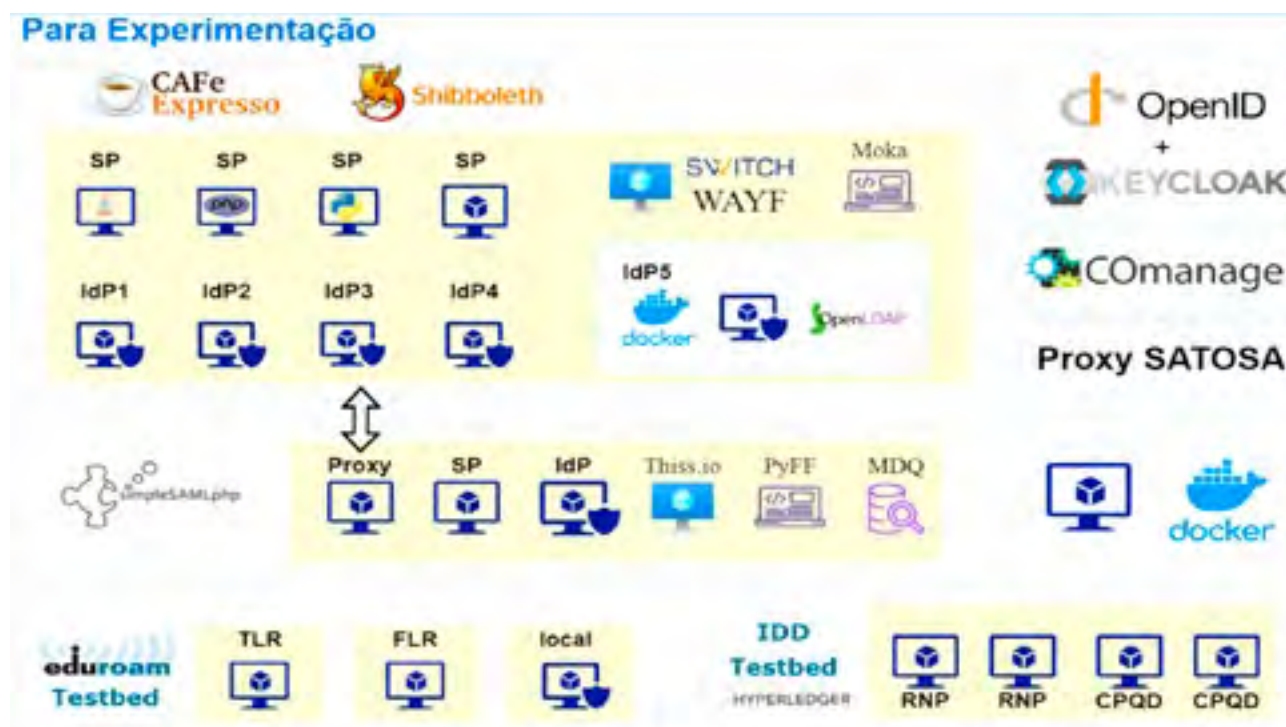 Para Experimentação
CAFe
Expresso
Shibboleth
OpenID
+
KEYCLOAK
COmanage
Proxy SATOSA
SP
SP
SP
SP
php
SWITCH
WAYF
Moka
IdP1
IdP2
IdP3
IdP4
IdP5
docker
OpenLDAP
simpleSAMLphp
Proxy
SP
IdP
Thiss.io
PyFF
MDQ
docker
eduroam
Testbed
TLR
FLR
local
IDD
Testbed
HYPERLEDGER
RNP
RNP
CPQD
CPQD